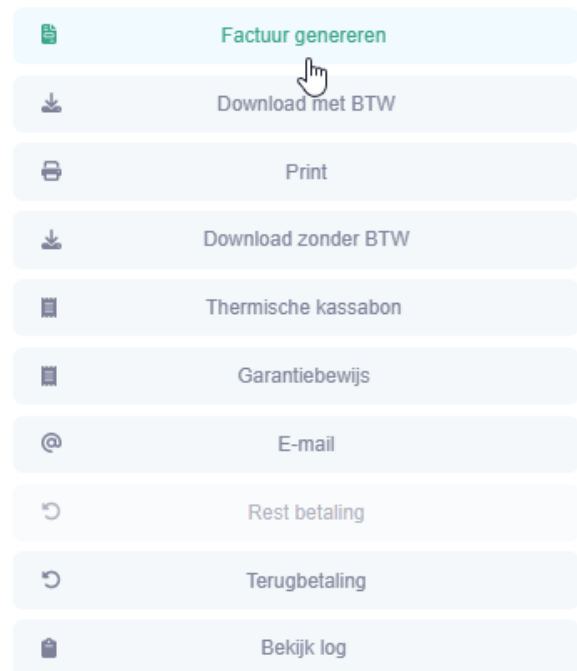 Factuur genereren
Download met BTW
Print
Download zonder BTW
Thermische kassabon
Garantiebewijs
E-mail
Rest betaling
Terugbetaling
Bekijk log